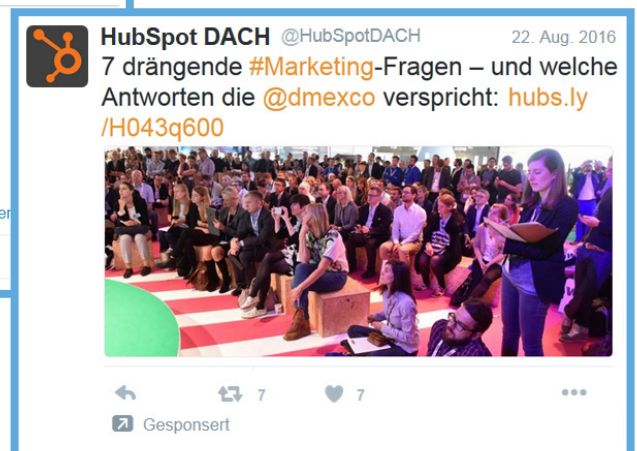 HubSpot DACH @HubSpotDACH 22. Aug. 2016
7 drängende #Marketing-Fragen – und welche
Antworten die @dmexco verspricht: hubs.ly
/H043q600
er
7 7
Gesponsert